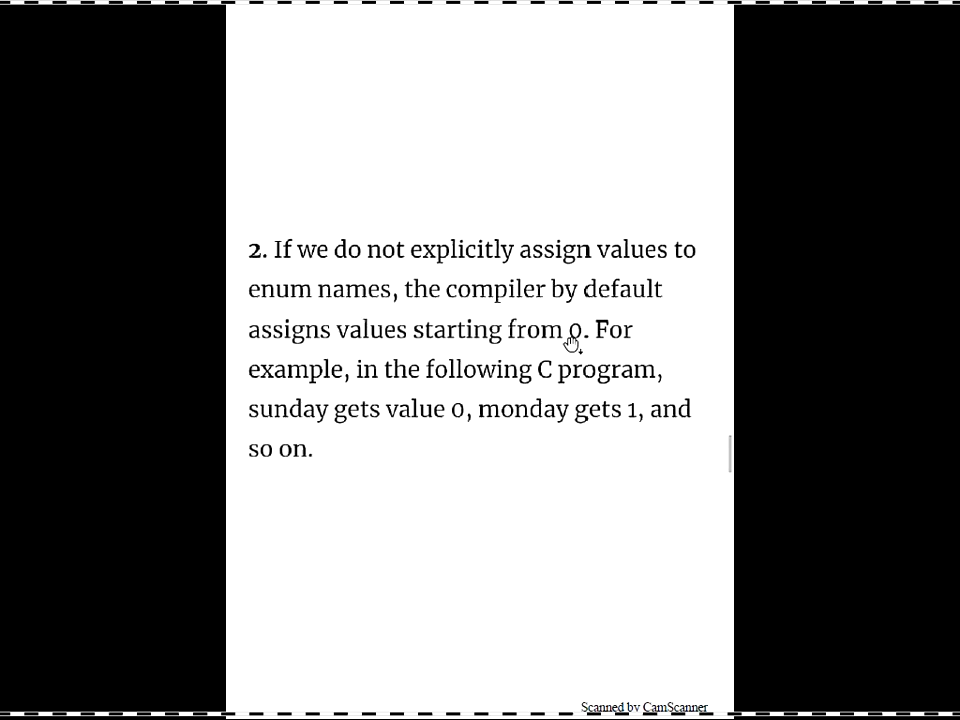 2. If we do not explicitly assign values to
enum names, the compiler by default
assigns values starting from 0. For
example, in the following C program,
sunday gets value 0, monday gets 1, and
so on.
Scanned by CamScanner